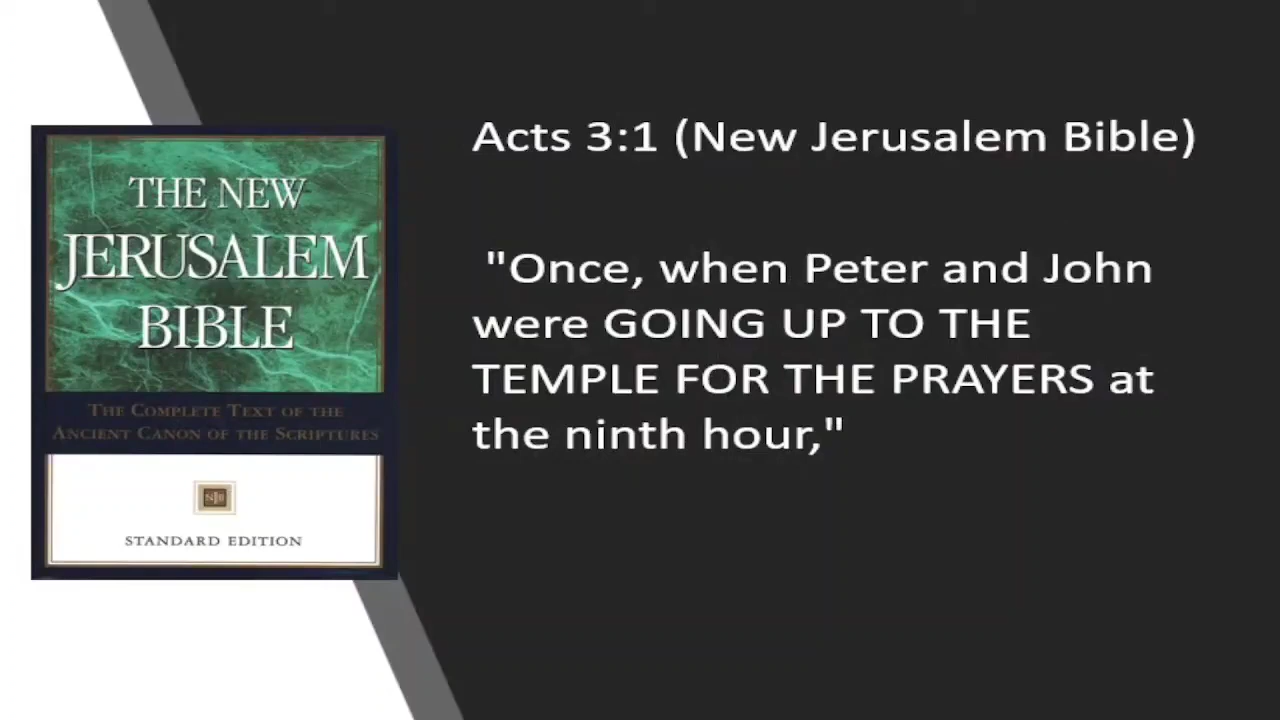 THE NEW
JERUSALEM
BIBLE
THE COMPLETE TEXT OF THE
ANCIENT CANON OF THE SCRIPTURES
NJB
STANDARD EDITION
Acts 3:1 (New Jerusalem Bible)
"Once, when Peter and John
were GOING UP TO THE
TEMPLE FOR THE PRAYERS at
the ninth hour,"